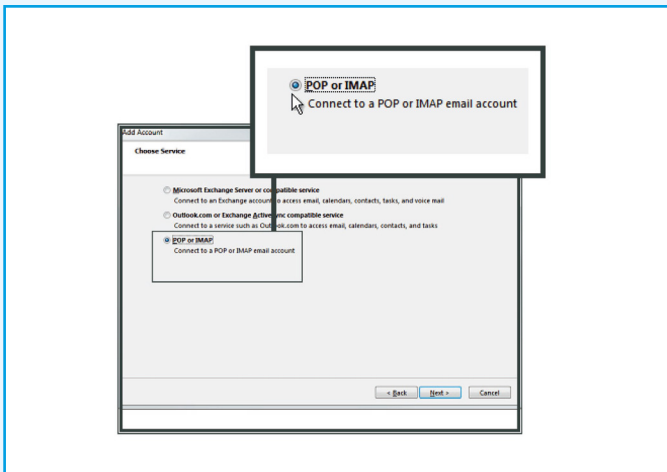 POP or IMAP
Connect to a POP or IMAP email account
Add Account
Choose Service
Microsoft Exchange Server or compatible service
Connect to an Exchange account to access email, calendars, contacts, tasks, and voice mail
Outlook.com or Exchange ActiveSync compatible service
Connect to a service such as Outlook.com to access email, calendars, contacts, and tasks
POP or IMAP
Connect to a POP or IMAP email account
< Back Next > Cancel